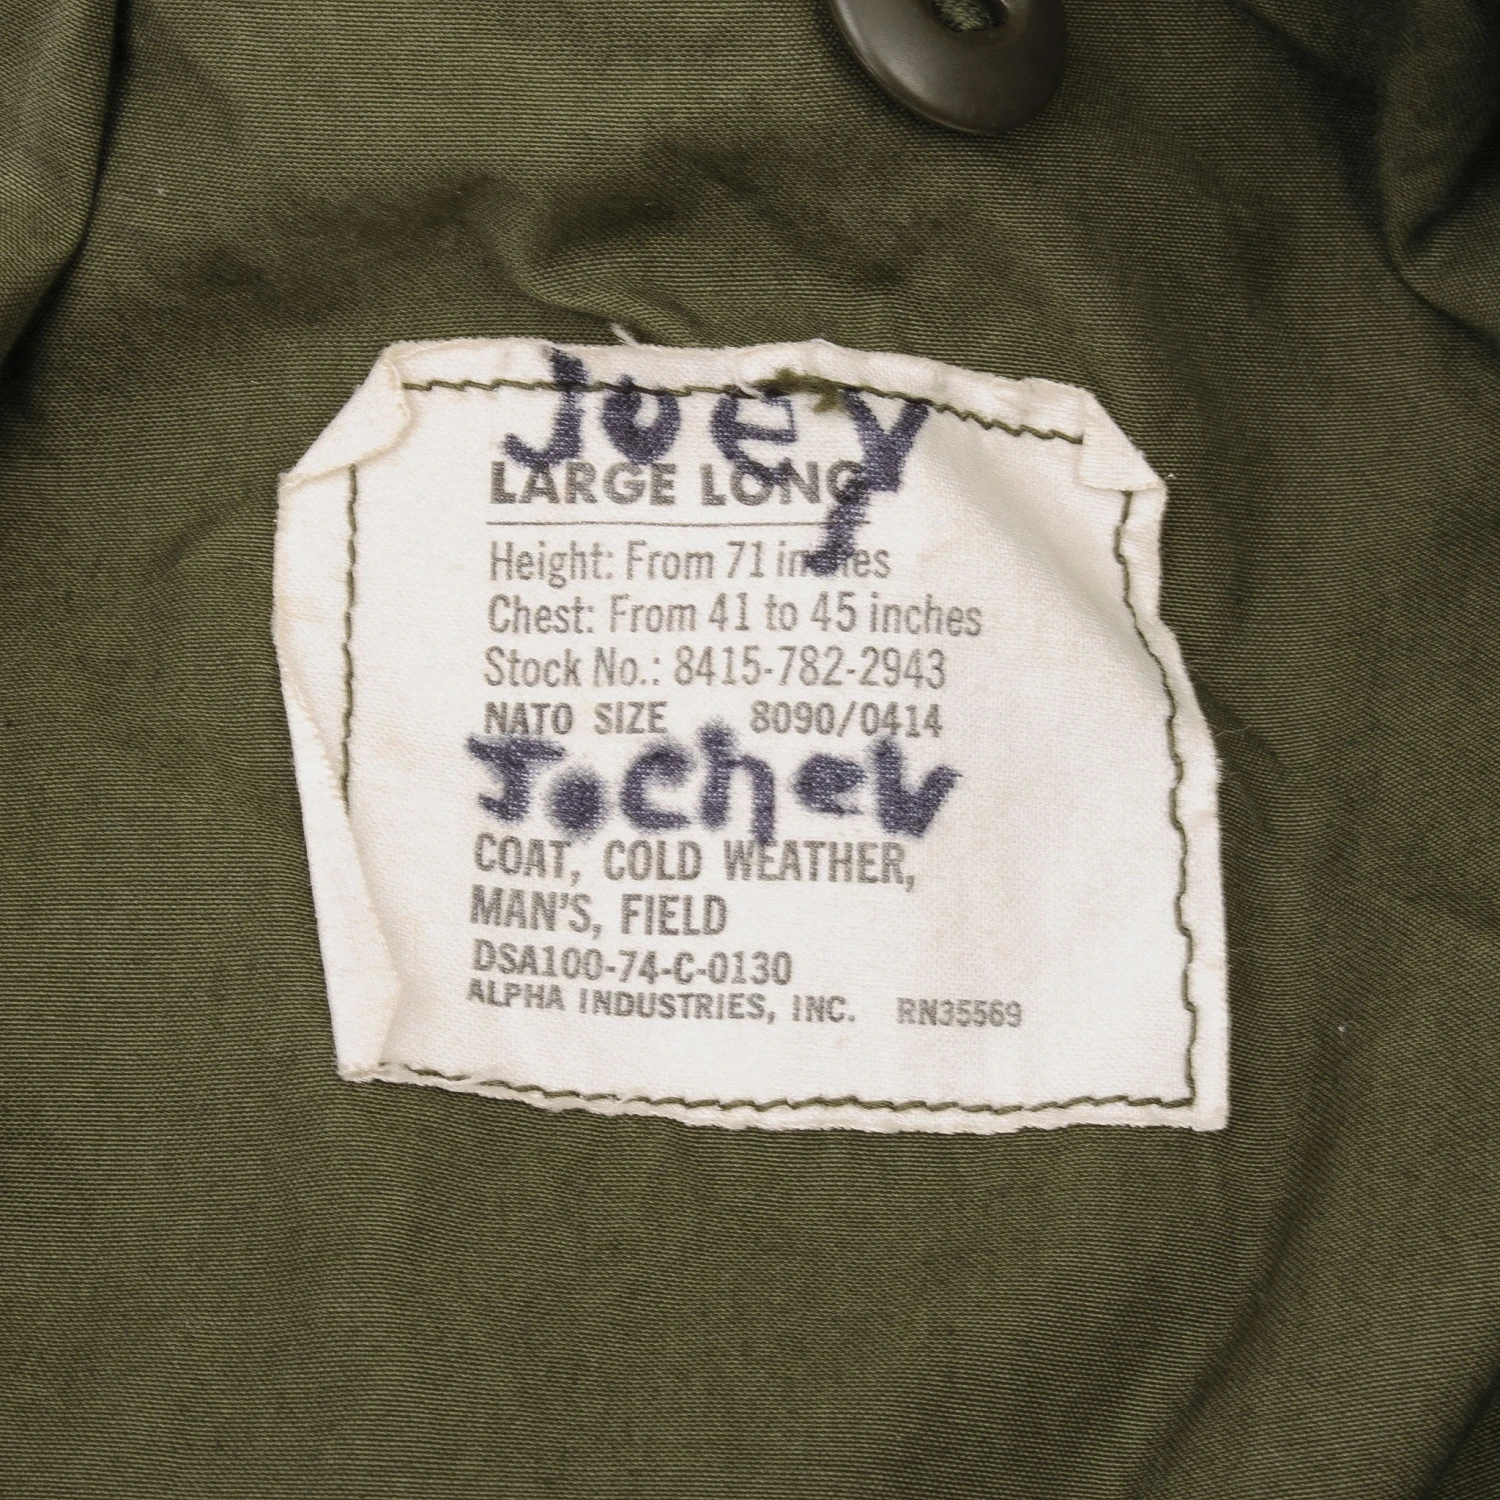 Joey
LARGE LONG
Height: From 71 inches
Chest: From 41 to 45 inches
Stock No.: 8415-782-2943
NATO SIZE 8090/0414
COAT, COLD WEATHER,
MAN'S, FIELD
DSA100-74-C-0130
ALPHA INDUSTRIES, INC. RN35569